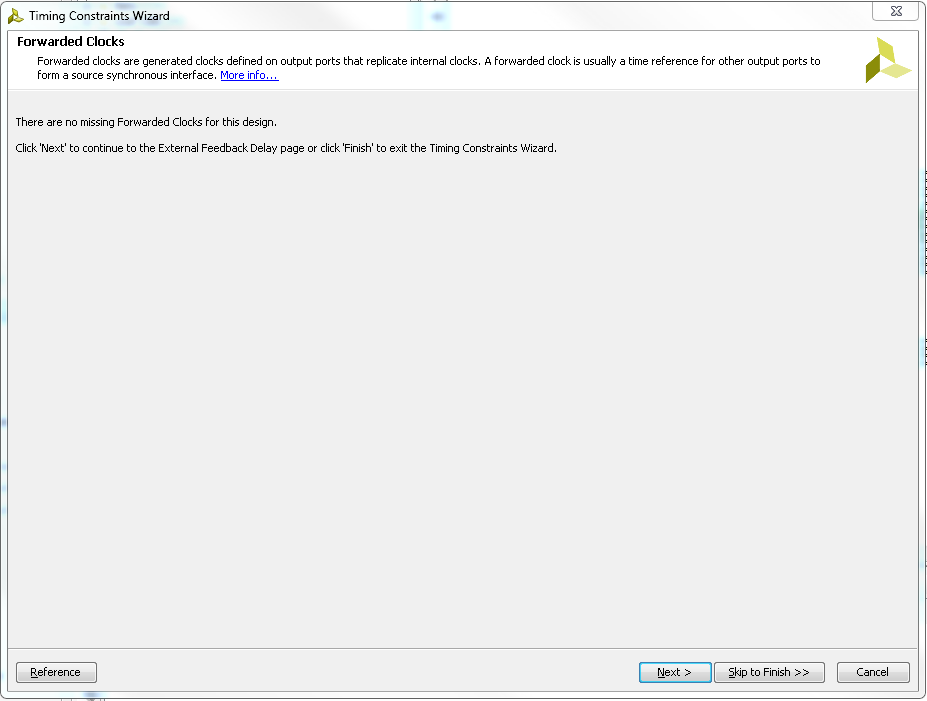 Timing Constraints Wizard
Forwarded Clocks
Forwarded clocks are generated clocks defined on output ports that replicate internal clocks. A forwarded clock is usually a time reference for other output ports to
form a source synchronous interface. More info...
There are no missing Forwarded Clocks for this design.
Click 'Next' to continue to the External Feedback Delay page or click 'Finish' to exit the Timing Constraints Wizard.
Reference
Next >
Skip to Finish >>
Cancel